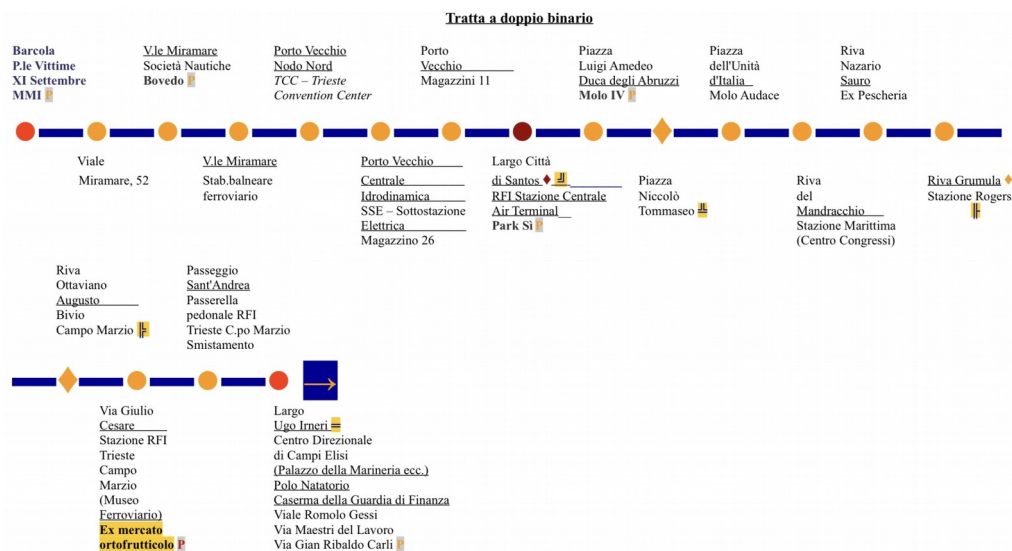 Tratta a doppio binario
Barcola
P.le Vittime
XI Settembre
MMI P
V.le Miramare
Società Nautiche
Bovedo P
Porto Vecchio
Nodo Nord
TCC – Trieste
Convention Center
Porto
Vecchio
Magazzini 11
Piazza
Luigi Amedeo
Duca degli Abruzzi
Molo IV P
Piazza
dell'Unità
d'Italia
Molo Audace
Riva
Nazario
Sauro
Ex Pescheria
Viale
Miramare, 52
V.le Miramare
Stab.balneare
ferroviario
Porto Vecchio
Centrale
Idrodinamica
SSE – Sottostazione
Elettrica
Magazzino 26
Largo Città
di Santos ♦ ╝
RFI Stazione Centrale
Air Terminal
Park Sì P
Piazza
Niccolò
Tommaseo ╩
Riva
del
Mandracchio
Stazione Marittima
(Centro Congressi)
Riva Grumula ♦
Stazione Rogers
╟
Riva
Ottaviano
Augusto
Bivio
Campo Marzio ╠
Passeggio
Sant'Andrea
Passerella
pedonale RFI
Trieste C.po Marzio
Smistamento
→
Via Giulio
Cesare
Stazione RFI
Trieste
Campo
Marzio
(Museo
Ferroviario)
Ex mercato
ortofrutticolo P
Largo
Ugo Irneri ═
Centro Direzionale
di Campi Elisi
(Palazzo della Marineria ecc.)
Polo Natatorio
Caserma della Guardia di Finanza
Viale Romolo Gessi
Via Maestri del Lavoro
Via Gian Ribaldo Carli P